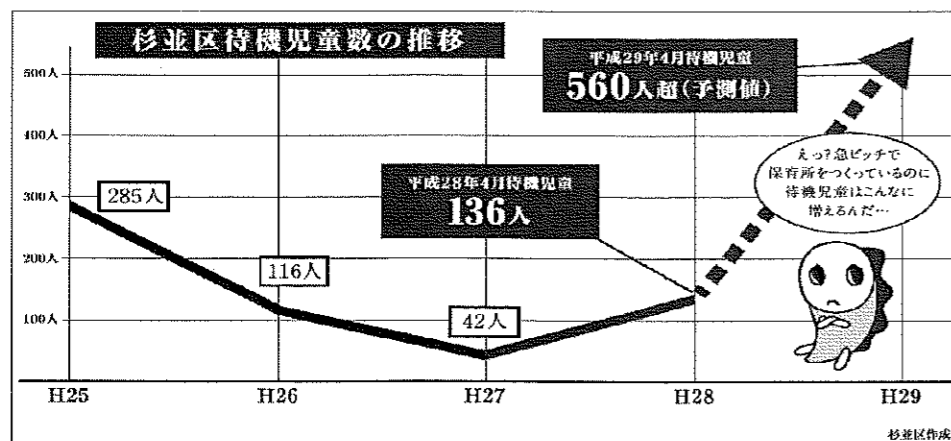 杉並区待機児童数の推移
平成29年4月待機児童
560人超(予測値)
500人
400人
300人
200人
100人
285人
116人
42人
平成28年4月待機児童
136人
えっ?急ピッチで
保育所をつくっているのに
待機児童はこんなに
増えるんだ…
H25
H26
H27
H28
H29
杉並区作成